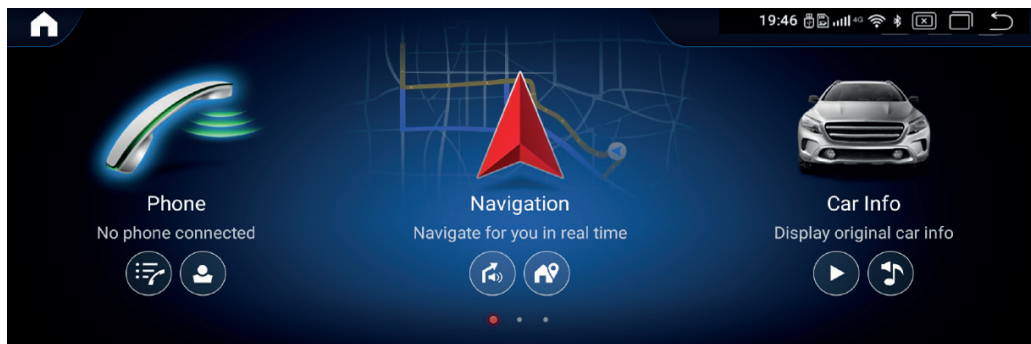 19:46 4G
Phone
No phone connected
Navigation
Navigate for you in real time
Car Info
Display original car info